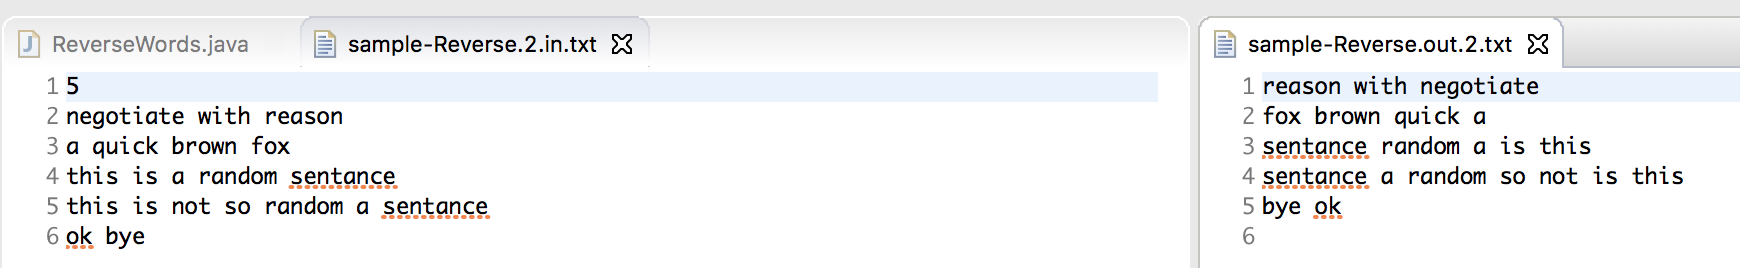 ReverseWords.java
sample-Reverse.2.in.txt
1 5
2 negotiate with reason
3 a quick brown fox
4 this is a random sentance
5 this is not so random a sentance
6 ok bye
sample-Reverse.out.2.txt
1 reason with negotiate
2 fox brown quick a
3 sentance random a is this
4 sentance a random so not is this
5 bye ok
6